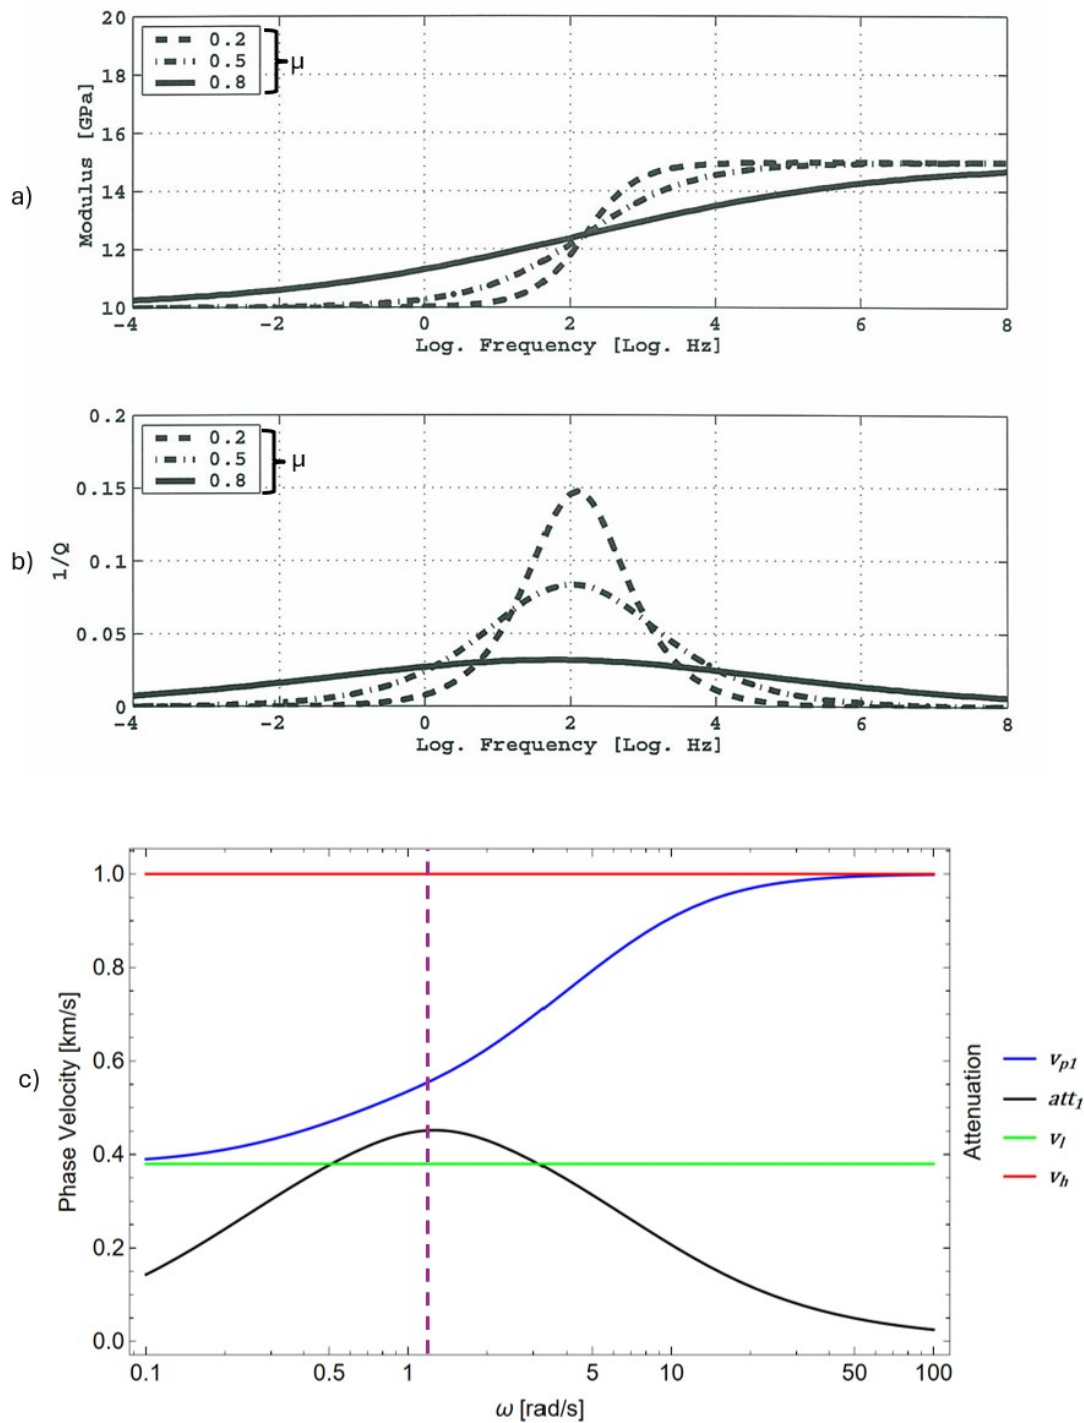 a)
Modulus [GPa]
20
18
16
14
12
10
0.2
0.5
0.8
μ
-4 -2 0 2 4 6 8
Log. Frequency [Log. Hz]
b)
1/Q
0.2
0.15
0.1
0.05
0
0.2
0.5
0.8
μ
-4 -2 0 2 4 6 8
Log. Frequency [Log. Hz]
c)
Phase Velocity [km/s]
1.0
0.8
0.6
0.4
0.2
0.0
0.1 0.5 1 5 10 50 100
ω [rad/s]
Attenuation
vp1
att1
vl
vh